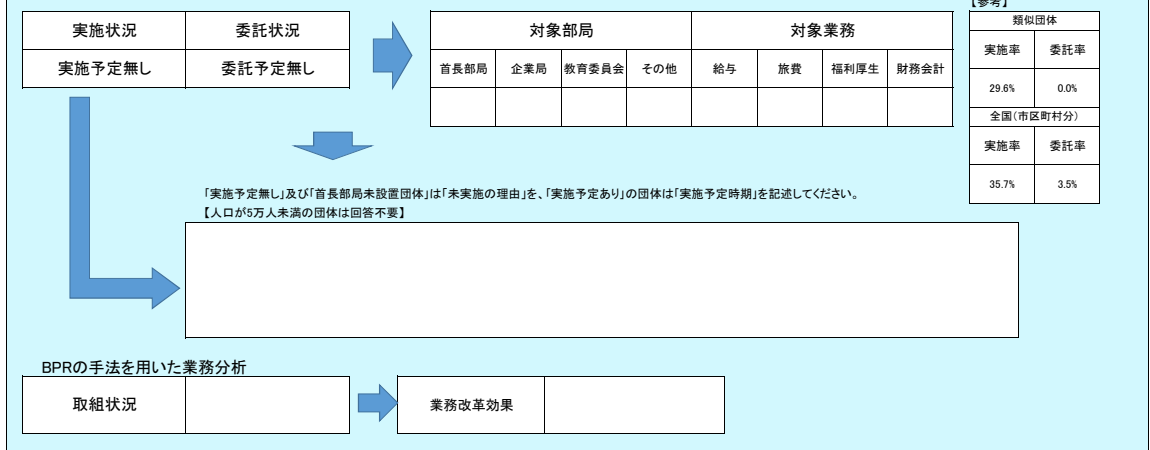 【参考】
実施状況 委託状況
実施予定無し 委託予定無し
対象部局 対象業務
首長部局 企業局 教育委員会 その他 給与 旅費 福利厚生 財務会計
類似団体
実施率 委託率
29.6% 0.0%
全国(市区町村分)
実施率 委託率
35.7% 3.5%
「実施予定無し」及び「首長部局未設置団体」は「未実施の理由」を、「実施予定あり」の団体は「実施予定時期」を記述してください。
【人口が5万人未満の団体は回答不要】
BPRの手法を用いた業務分析
取組状況 業務改革効果